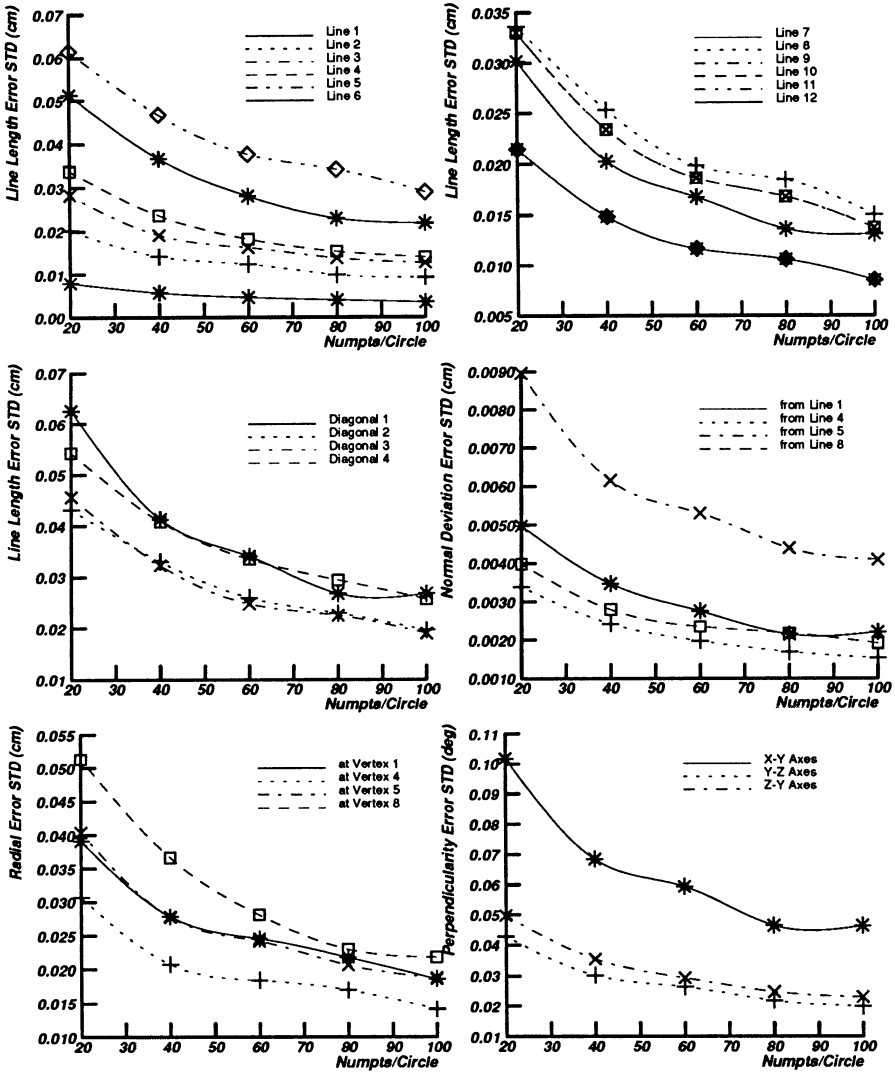 Line Length Error STD (cm)
0.07
0.06
0.05
0.04
0.03
0.02
0.01
0.00
Line 1
Line 2
Line 3
Line 4
Line 5
Line 6
20 30 40 50 60 70 80 90 100
Numpts/Circle
Line Length Error STD (cm)
0.035
0.030
0.025
0.020
0.015
0.010
0.005
Line 7
Line 8
Line 9
Line 10
Line 11
Line 12
20 30 40 50 60 70 80 90 100
Numpts/Circle
Line Length Error STD (cm)
0.07
0.06
0.05
0.04
0.03
0.02
0.01
Diagonal 1
Diagonal 2
Diagonal 3
Diagonal 4
20 30 40 50 60 70 80 90 100
Numpts/Circle
Normal Deviation Error STD (cm)
0.0090
0.0080
0.0070
0.0060
0.0050
0.0040
0.0030
0.0020
0.0010
from Line 1
from Line 4
from Line 5
from Line 8
20 30 40 50 60 70 80 90 100
Numpts/Circle
Radial Error STD (cm)
0.055
0.050
0.045
0.040
0.035
0.030
0.025
0.020
0.015
0.010
at Vertex 1
at Vertex 4
at Vertex 5
at Vertex 8
20 30 40 50 60 70 80 90 100
Numpts/Circle
Perpendicularity Error STD (deg)
0.11
0.10
0.09
0.08
0.07
0.06
0.05
0.04
0.03
0.02
0.01
X-Y Axes
Y-Z Axes
Z-Y Axes
20 30 40 50 60 70 80 90 100
Numpts/Circle